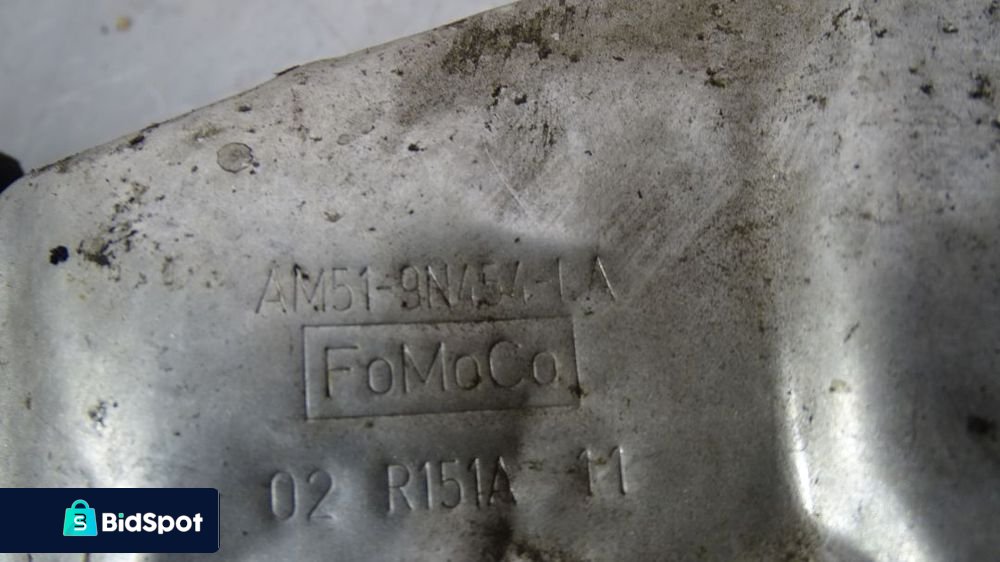 AM51-9N454-LA
FoMoCo
02 R151A 11
BidSpot